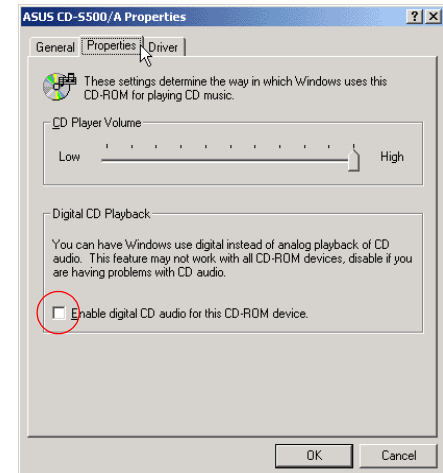 ASUS CD-S500/A Properties
General Properties Driver
These settings determine the way in which Windows uses this
CD-ROM for playing CD music.
CD Player Volume
Low High
Digital CD Playback
You can have Windows use digital instead of analog playback of CD
audio. This feature may not work with all CD-ROM devices, disable if you
are having problems with CD audio.
Enable digital CD audio for this CD-ROM device.
OK Cancel